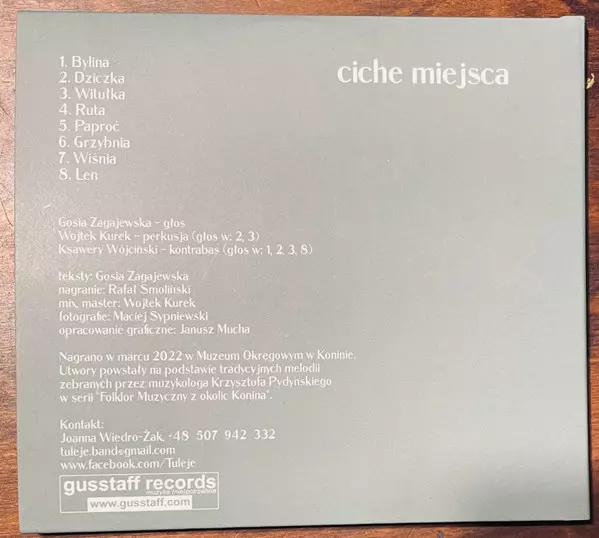 ciche miejsca
1. Bylina
2. Dziczka
3. Witułka
4. Ruta
5. Paproć
6. Grzybnia
7. Wiśnia
8. Len
Gosia Zagajewska – głos
Wojtek Kurek – perkusja (głos w: 2, 3)
Ksawery Wójciński – kontrabas (głos w: 1, 2, 3, 8)
teksty: Gosia Zagajewska
nagranie: Rafał Smoliński
mix, master: Wojtek Kurek
fotografie: Maciej Sypniewski
opracowanie graficzne: Janusz Mucha
Nagrano w marcu 2022 w Muzeum Okręgowym w Koninie.
Utwory powstały na podstawie tradycyjnych melodii
zebranych przez muzykologa Krzysztofa Pydyńskiego
w serii "Folklor Muzyczny z okolic Konina".
Kontakt:
Joanna Wiedro-Żak, +48 507 942 332
tuleje.band@gmail.com
www.facebook.com/Tuleje
gusstaff records
muzyka (nie)potrzebna
www.gusstaff.com